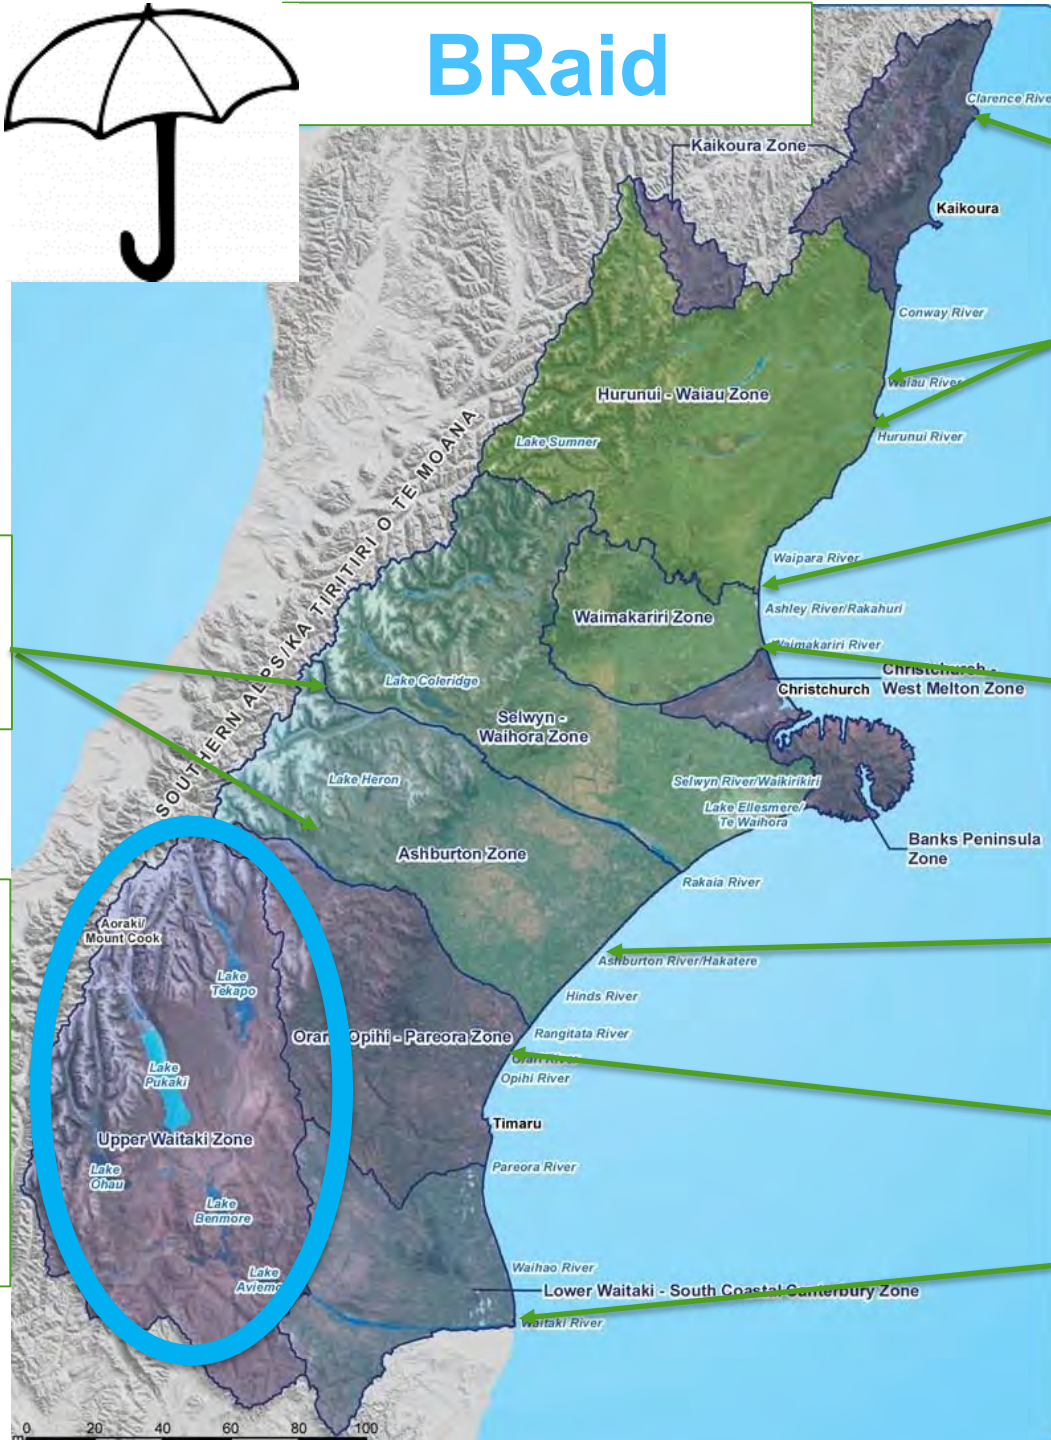 BRaid
Clarence Rive
Kaikoura Zone
Kaikoura
Conway River
Waiau River
Hurunui - Waiau Zone
Hurunui River
Lake Sumner
SOUTHERN ALPS/KA TIRITIRI O TE MOANA
Waipara River
Ashley River/Rakahuri
Waimakariri Zone
Waimakariri River
Christchurch -
West Melton Zone
Christchurch
Lake Coleridge
Selwyn -
Waihora Zone
Lake Heron
Selwyn River/Waikirikiri
Lake Ellesmere/
Te Waihora
Banks Peninsula
Zone
Ashburton Zone
Rakaia River
Aoraki/
Mount Cook
Ashburton River/Hakatere
Lake
Tekapo
Hinds River
Rangitata River
Opihi - Pareora Zone
Orari River
Opihi River
Lake
Pukaki
Timaru
Upper Waitaki Zone
Pareora River
Lake
Ohau
Lake
Benmore
Waihao River
Lake
Aviemo
Lower Waitaki - South Coastal Canterbury Zone
Waitaki River
0 20 40 60 80 100